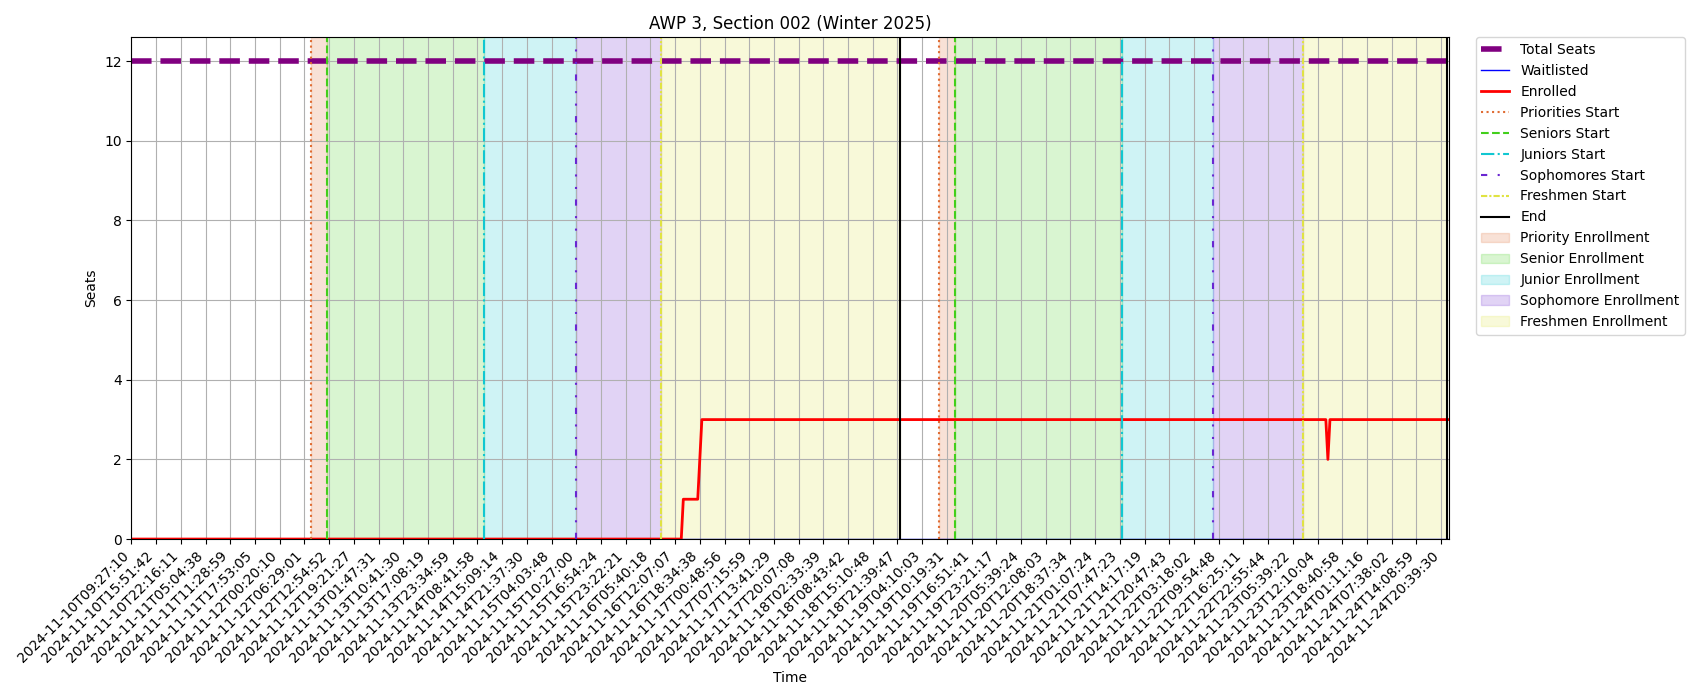 AWP 3, Section 002 (Winter 2025)
Seats
12
10
8
6
4
2
0
2024-11-10T09:27:10
2024-11-10T15:51:42
2024-11-10T22:16:11
2024-11-11T05:04:38
2024-11-11T11:28:59
2024-11-11T17:53:05
2024-11-12T00:20:10
2024-11-12T06:29:01
2024-11-12T12:54:52
2024-11-12T19:21:27
2024-11-13T01:47:31
2024-11-13T10:41:30
2024-11-13T17:08:19
2024-11-13T23:34:59
2024-11-14T08:41:58
2024-11-14T15:09:14
2024-11-14T21:37:30
2024-11-15T04:03:48
2024-11-15T10:27:00
2024-11-15T16:54:24
2024-11-15T23:22:21
2024-11-16T05:40:18
2024-11-16T12:07:07
2024-11-16T18:34:38
2024-11-17T00:48:56
2024-11-17T07:15:59
2024-11-17T13:41:29
2024-11-17T20:07:08
2024-11-18T02:33:39
2024-11-18T08:43:42
2024-11-18T15:10:48
2024-11-18T21:39:47
2024-11-19T04:10:03
2024-11-19T10:19:31
2024-11-19T16:51:41
2024-11-19T23:21:17
2024-11-20T05:39:24
2024-11-20T12:08:03
2024-11-20T18:37:34
2024-11-21T01:07:24
2024-11-21T07:47:23
2024-11-21T14:17:19
2024-11-21T20:47:43
2024-11-22T03:18:02
2024-11-22T09:54:48
2024-11-22T16:25:11
2024-11-22T22:55:44
2024-11-23T05:39:22
2024-11-23T12:10:04
2024-11-23T18:40:58
2024-11-24T01:11:16
2024-11-24T07:38:02
2024-11-24T14:08:59
2024-11-24T20:39:30
Time
Total Seats
Waitlisted
Enrolled
Priorities Start
Seniors Start
Juniors Start
Sophomores Start
Freshmen Start
End
Priority Enrollment
Senior Enrollment
Junior Enrollment
Sophomore Enrollment
Freshmen Enrollment